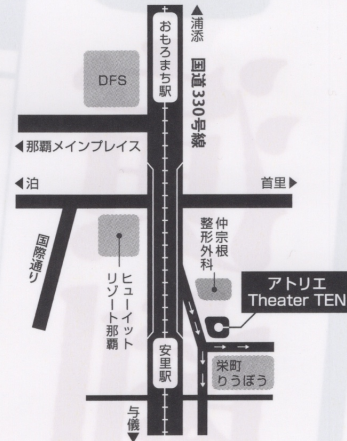 ▲浦添
おもろまち駅
国道330号線
DFS
◀那覇メインプレイス
◀泊
首里▶
国際通り
ヒューイット
リゾート那覇
仲宗根
整形外科
アトリエ
Theater TEN
安里駅
栄町
りうぼう
与儀▼